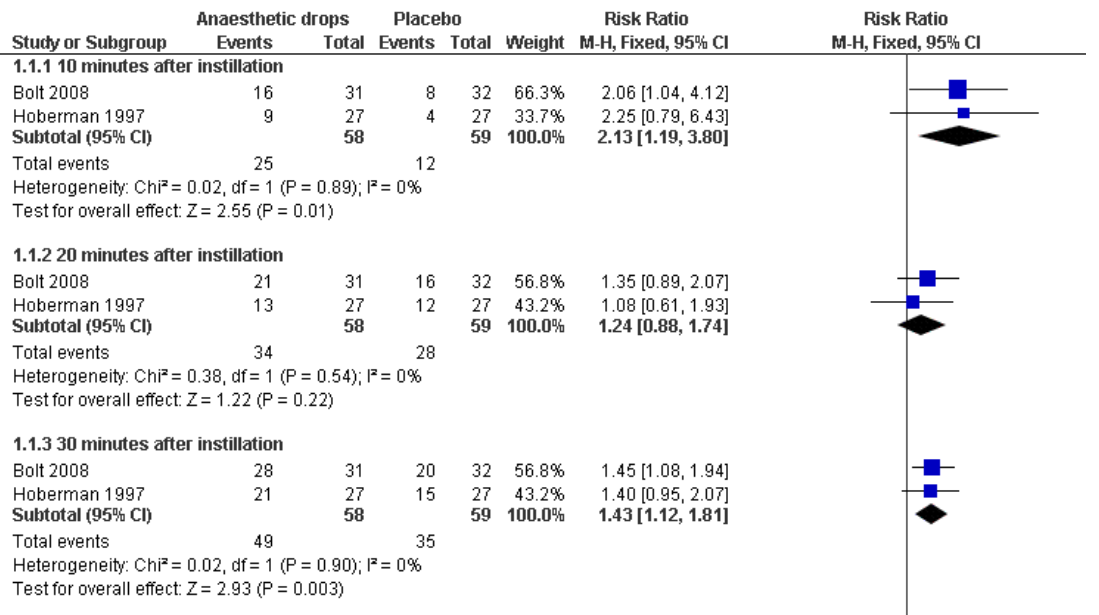 Anaesthetic drops Placebo Risk Ratio Risk Ratio
Study or Subgroup Events Total Events Total Weight M-H, Fixed, 95% CI M-H, Fixed, 95% CI
1.1.1 10 minutes after instillation
Bolt 2008 16 31 8 32 66.3% 2.06 [1.04, 4.12]
Hoberman 1997 9 27 4 27 33.7% 2.25 [0.79, 6.43]
Subtotal (95% CI) 58 59 100.0% 2.13 [1.19, 3.80]
Total events 25 12
Heterogeneity: Chi² = 0.02, df = 1 (P = 0.89); I² = 0%
Test for overall effect: Z = 2.55 (P = 0.01)
1.1.2 20 minutes after instillation
Bolt 2008 21 31 16 32 56.8% 1.35 [0.89, 2.07]
Hoberman 1997 13 27 12 27 43.2% 1.08 [0.61, 1.93]
Subtotal (95% CI) 58 59 100.0% 1.24 [0.88, 1.74]
Total events 34 28
Heterogeneity: Chi² = 0.38, df = 1 (P = 0.54); I² = 0%
Test for overall effect: Z = 1.22 (P = 0.22)
1.1.3 30 minutes after instillation
Bolt 2008 28 31 20 32 56.8% 1.45 [1.08, 1.94]
Hoberman 1997 21 27 15 27 43.2% 1.40 [0.95, 2.07]
Subtotal (95% CI) 58 59 100.0% 1.43 [1.12, 1.81]
Total events 49 35
Heterogeneity: Chi² = 0.02, df = 1 (P = 0.90); I² = 0%
Test for overall effect: Z = 2.93 (P = 0.003)